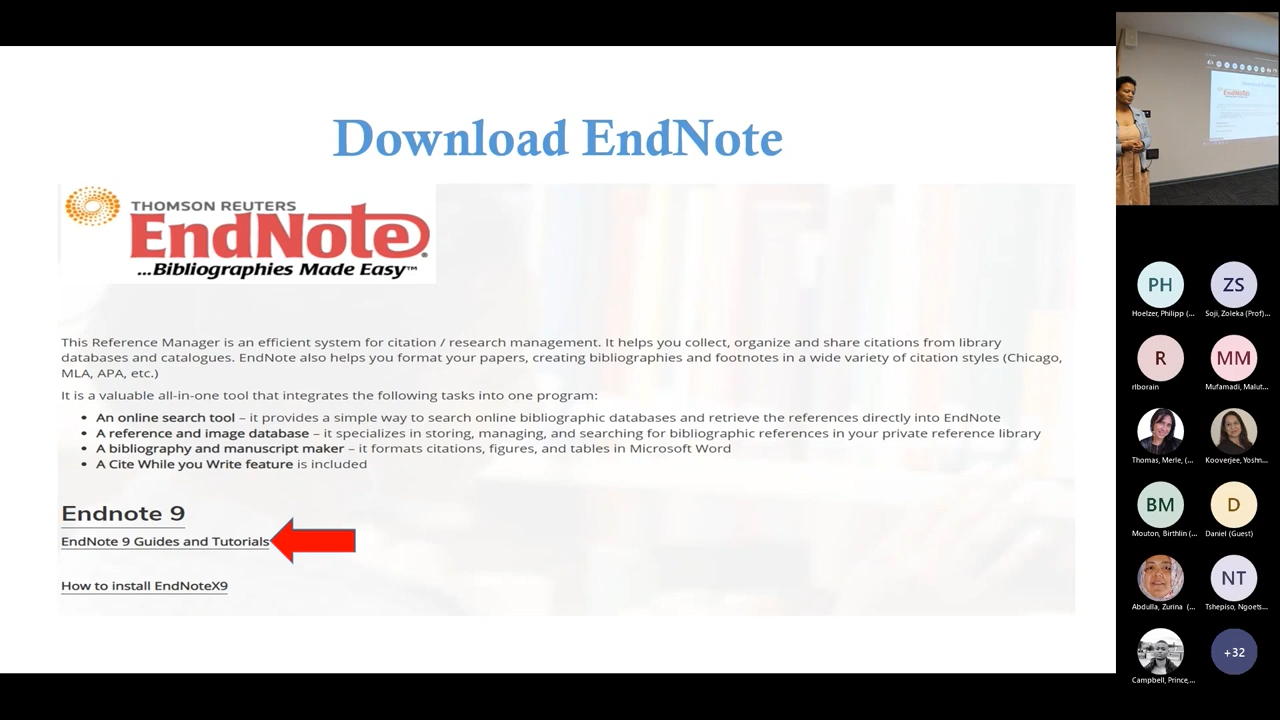 Download EndNote
THOMSON REUTERS
EndNote®
...Bibliographies Made Easy™
This Reference Manager is an efficient system for citation / research management. It helps you collect, organize and share citations from library
databases and catalogues. EndNote also helps you format your papers, creating bibliographies and footnotes in a wide variety of citation styles (Chicago,
MLA, APA, etc.)
It is a valuable all-in-one tool that integrates the following tasks into one program:
• An online search tool – it provides a simple way to search online bibliographic databases and retrieve the references directly into EndNote
• A reference and image database – it specializes in storing, managing, and searching for bibliographic references in your private reference library
• A bibliography and manuscript maker – it formats citations, figures, and tables in Microsoft Word
• A Cite While you Write feature is included
Endnote 9
EndNote 9 Guides and Tutorials
How to install EndNoteX9
EndNote
PH ZS
Hoelzer, Philipp (... Soji, Zoleka (Prof)...
R MM
rlborain Mufamadi, Malut...
Thomas, Merle, (... Kooverjee, Yoshn...
BM D
Mouton, Birthlin (... Daniel (Guest)
NT
Abdulla, Zurina (... Tshepiso, Ngoets...
+32
Campbell, Prince,...